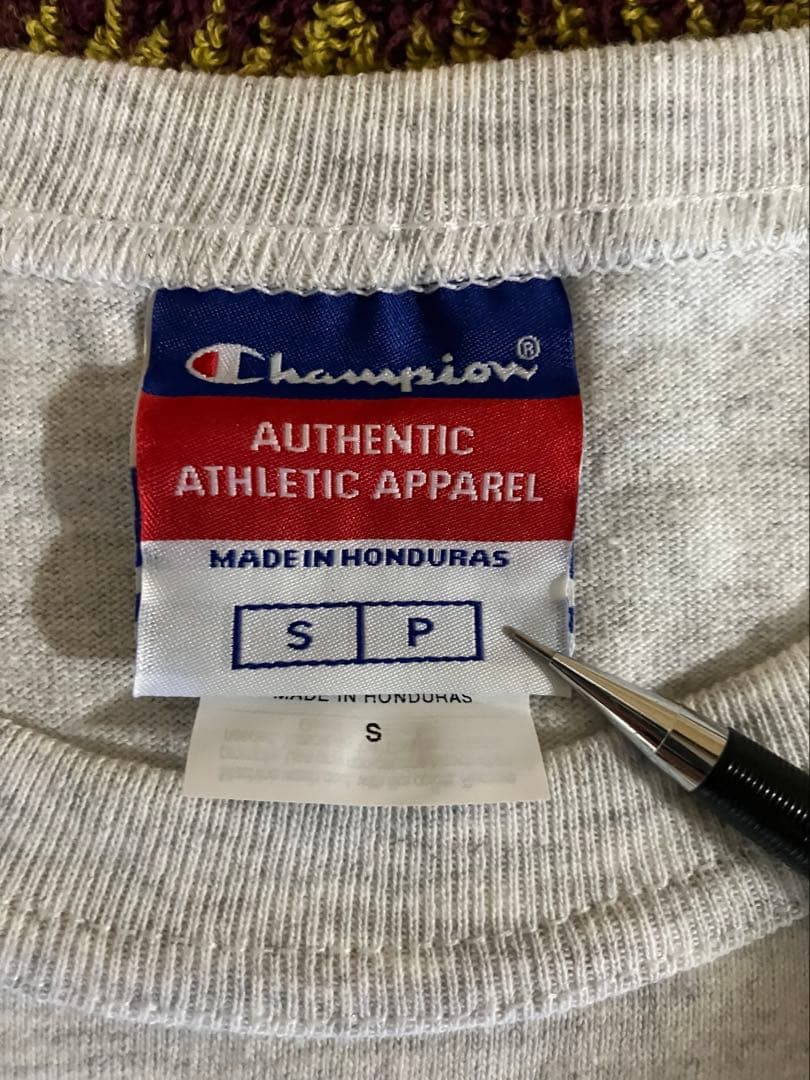 Champion®
AUTHENTIC
ATHLETIC APPAREL
MADE IN HONDURAS
S P
MADE IN HONDURAS
S